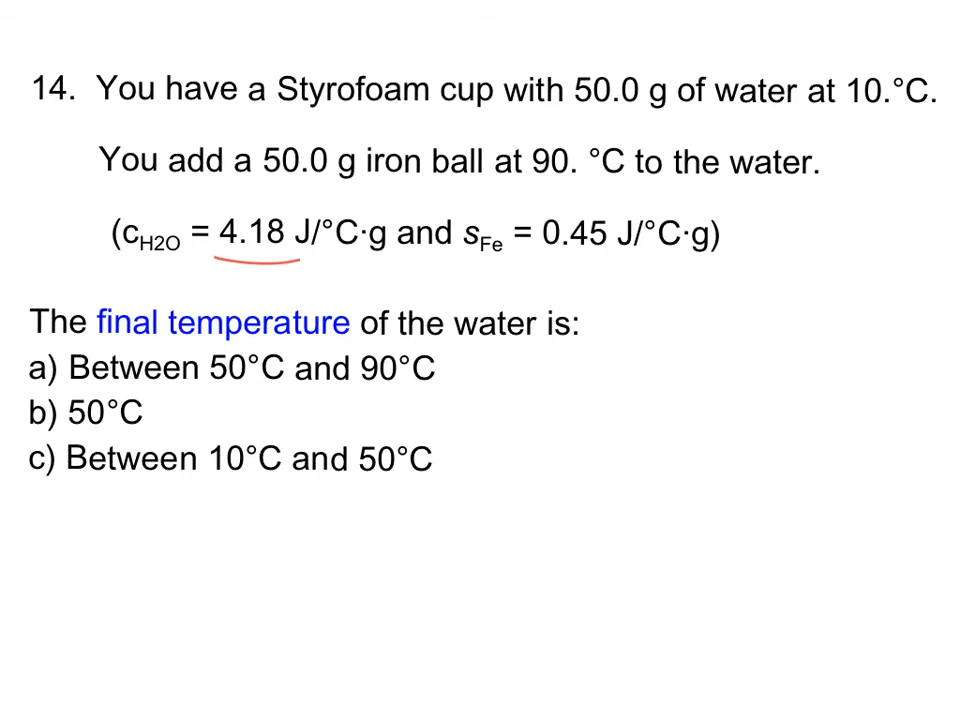 14. You have a Styrofoam cup with 50.0 g of water at 10.°C.
You add a 50.0 g iron ball at 90. °C to the water.
(cH2O = 4.18 J/°C·g and sFe = 0.45 J/°C·g)
The final temperature of the water is:
a) Between 50°C and 90°C
b) 50°C
c) Between 10°C and 50°C